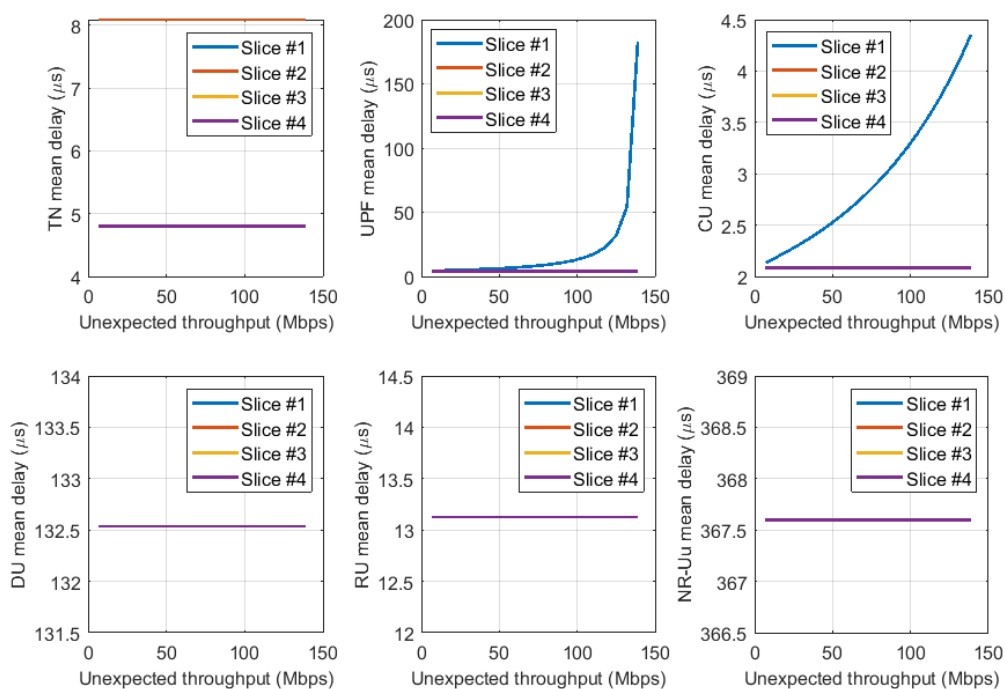 TN mean delay (μs)
8
7
6
5
4
Slice #1
Slice #2
Slice #3
Slice #4
0 50 100 150
Unexpected throughput (Mbps)
UPF mean delay (μs)
200
150
100
50
0
Slice #1
Slice #2
Slice #3
Slice #4
0 50 100 150
Unexpected throughput (Mbps)
CU mean delay (μs)
4.5
4
3.5
3
2.5
2
Slice #1
Slice #2
Slice #3
Slice #4
0 50 100 150
Unexpected throughput (Mbps)
DU mean delay (μs)
134
133.5
133
132.5
132
131.5
Slice #1
Slice #2
Slice #3
Slice #4
0 50 100 150
Unexpected throughput (Mbps)
RU mean delay (μs)
14.5
14
13.5
13
12.5
12
Slice #1
Slice #2
Slice #3
Slice #4
0 50 100 150
Unexpected throughput (Mbps)
NR-Uu mean delay (μs)
369
368.5
368
367.5
367
366.5
Slice #1
Slice #2
Slice #3
Slice #4
0 50 100 150
Unexpected throughput (Mbps)